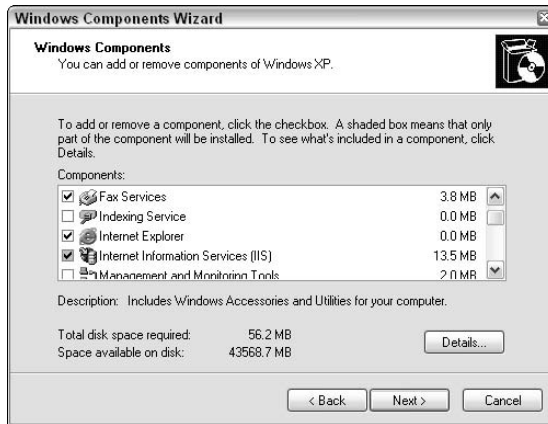 Windows Components Wizard
Windows Components
You can add or remove components of Windows XP.
To add or remove a component, click the checkbox. A shaded box means that only
part of the component will be installed. To see what's included in a component, click
Details.
Components:
Fax Services 3.8 MB
Indexing Service 0.0 MB
Internet Explorer 0.0 MB
Internet Information Services (IIS) 13.5 MB
Management and Monitoring Tools 2.0 MB
Description: Includes Windows Accessories and Utilities for your computer.
Total disk space required: 56.2 MB
Space available on disk: 43568.7 MB
Details...
< Back Next > Cancel